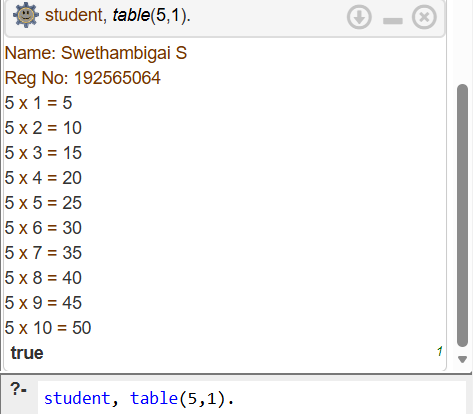 student, table(5,1).
Name: Swethambigai S
Reg No: 192565064
5 x 1 = 5
5 x 2 = 10
5 x 3 = 15
5 x 4 = 20
5 x 5 = 25
5 x 6 = 30
5 x 7 = 35
5 x 8 = 40
5 x 9 = 45
5 x 10 = 50
true 1
?- student, table(5,1).